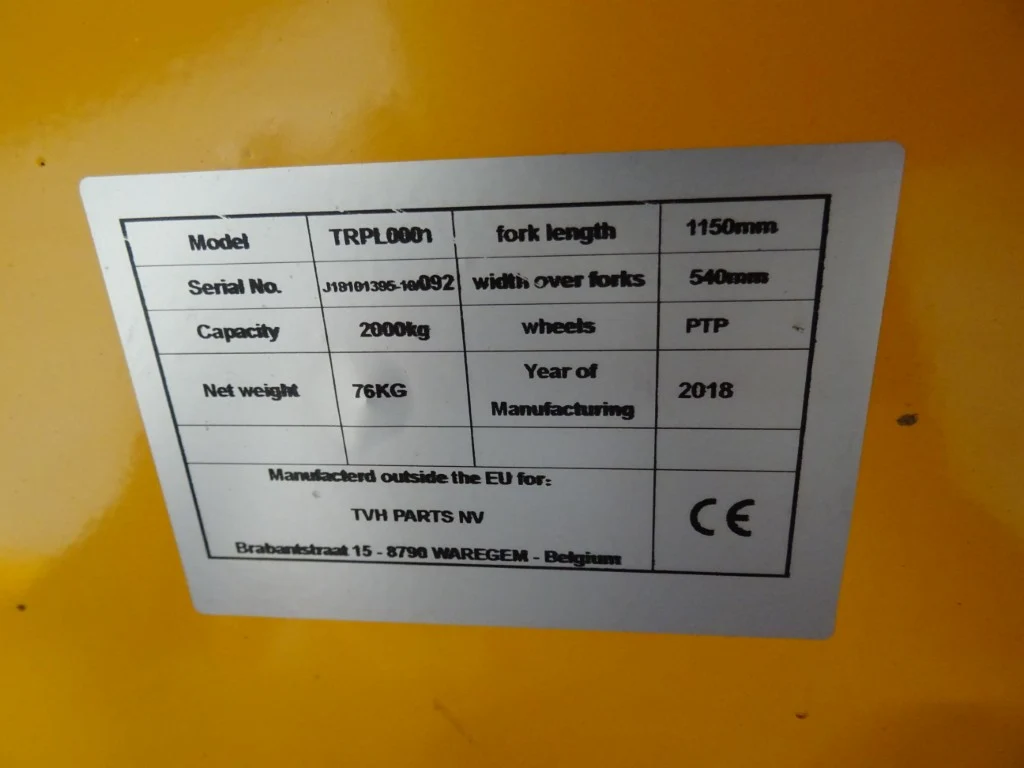 Model TRPL0001 fork length 1150mm
Serial No. J18101395-10/092 width over forks 540mm
Capacity 2000kg wheels PTP
Net weight 76KG Year of Manufacturing 2018
Manufacterd outside the EU for:
TVH PARTS NV
CE
Brabantstraat 15 - 8790 WAREGEM - Belgium